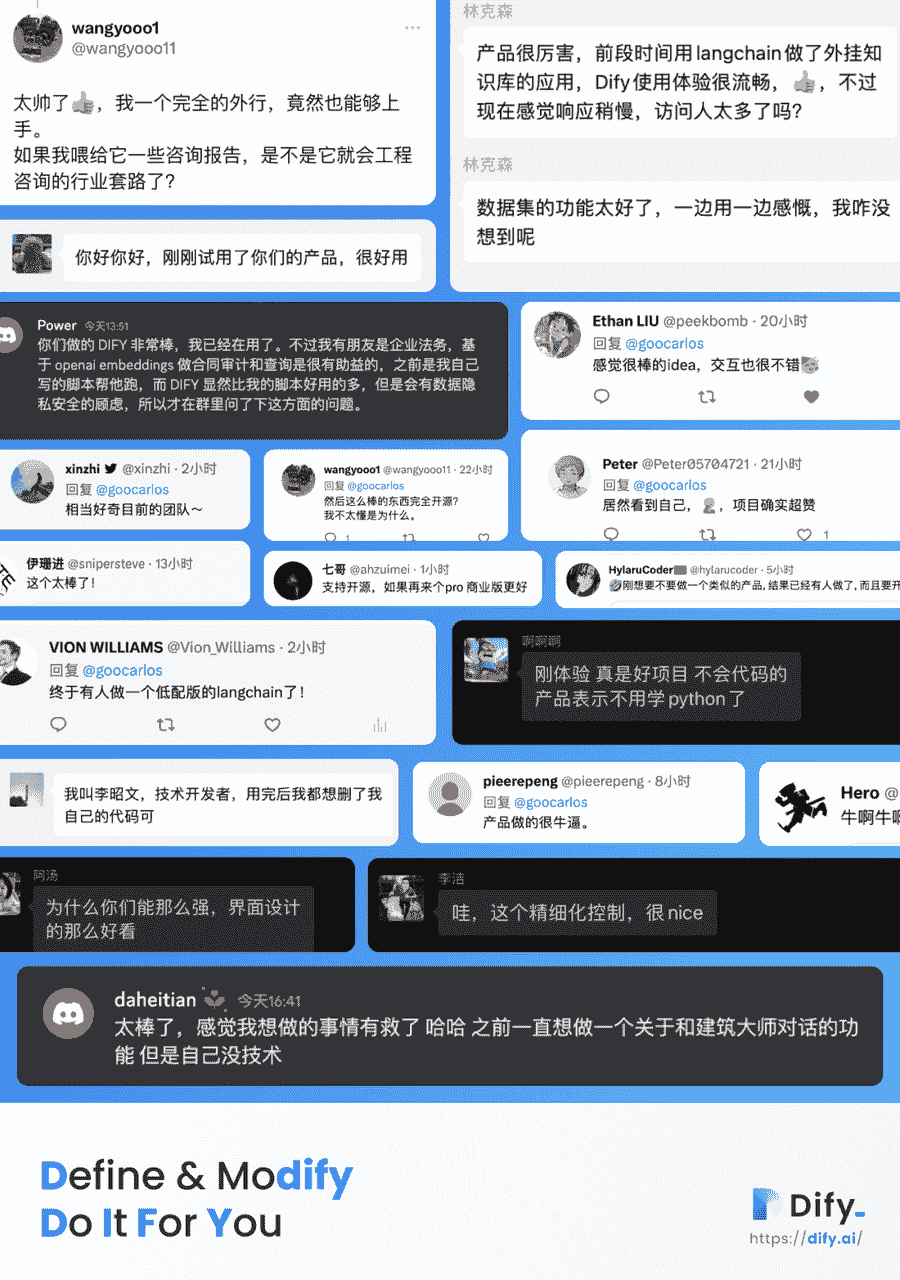 wangyooo1
@wangyooo11
太帅了👍，我一个完全的外行，竟然也能够上
手。
如果我喂给它一些咨询报告，是不是它就会工程
咨询的行业套路了？
林克森
产品很厉害，前段时间用langchain做了外挂知
识库的应用，Dify使用体验很流畅，👍，不过
现在感觉响应稍慢，访问人太多了吗？
林克森
数据集的功能太好了，一边用一边感慨，我咋没
想到呢
你好你好，刚刚试用了你们的产品，很好用
Power 今天13:51
你们做的 DIFY 非常棒，我已经在用了。不过我有朋友是企业法务，基
于 openai embeddings 做合同审计和查询是很有助益的，之前是我自己
写的脚本帮他跑，而 DIFY 显然比我的脚本好用的多，但是会有数据隐
私安全的顾虑，所以才在群里问了下这方面的问题。
Ethan LIU @peekbomb · 20小时
回复 @goocarlos
感觉很棒的idea，交互也很不错
xinzhi @xinzhi · 2小时
回复 @goocarlos
相当好奇目前的团队～
wangyooo1 @wangyooo11 · 22小时
回复 @goocarlos
然后这么棒的东西完全开源？
我不太懂是为什么。
1
Peter @Peter05704721 · 21小时
回复 @goocarlos
居然看到自己，，项目确实超赞
1
伊珊进 @snipersteve · 13小时
这个太棒了！
七哥 @ahzuimei · 1小时
支持开源，如果再来个pro 商业版更好
HylaruCoder @hylarucoder · 5小时
🤣刚想要不要做一个类似的产品, 结果已经有人做了, 而且要开
VION WILLIAMS @Vion_Williams · 2小时
回复 @goocarlos
终于有人做一个低配版的langchain了！
啊啊啊
刚体验 真是好项目 不会代码的
产品表示不用学 python 了
我叫李昭文，技术开发者，用完后我都想删了我
自己的代码可
pieerepeng @pieerepeng · 8小时
回复 @goocarlos
产品做的很牛逼。
Hero @
牛啊牛啊
阿汤
为什么你们能那么强，界面设计
的那么好看
李洁
哇，这个精细化控制，很 nice
daheitian 今天16:41
太棒了，感觉我想做的事情有救了 哈哈 之前一直想做一个关于和建筑大师对话的功
能 但是自己没技术
Define & Modify
Do It For You
Dify_
https://dify.ai/